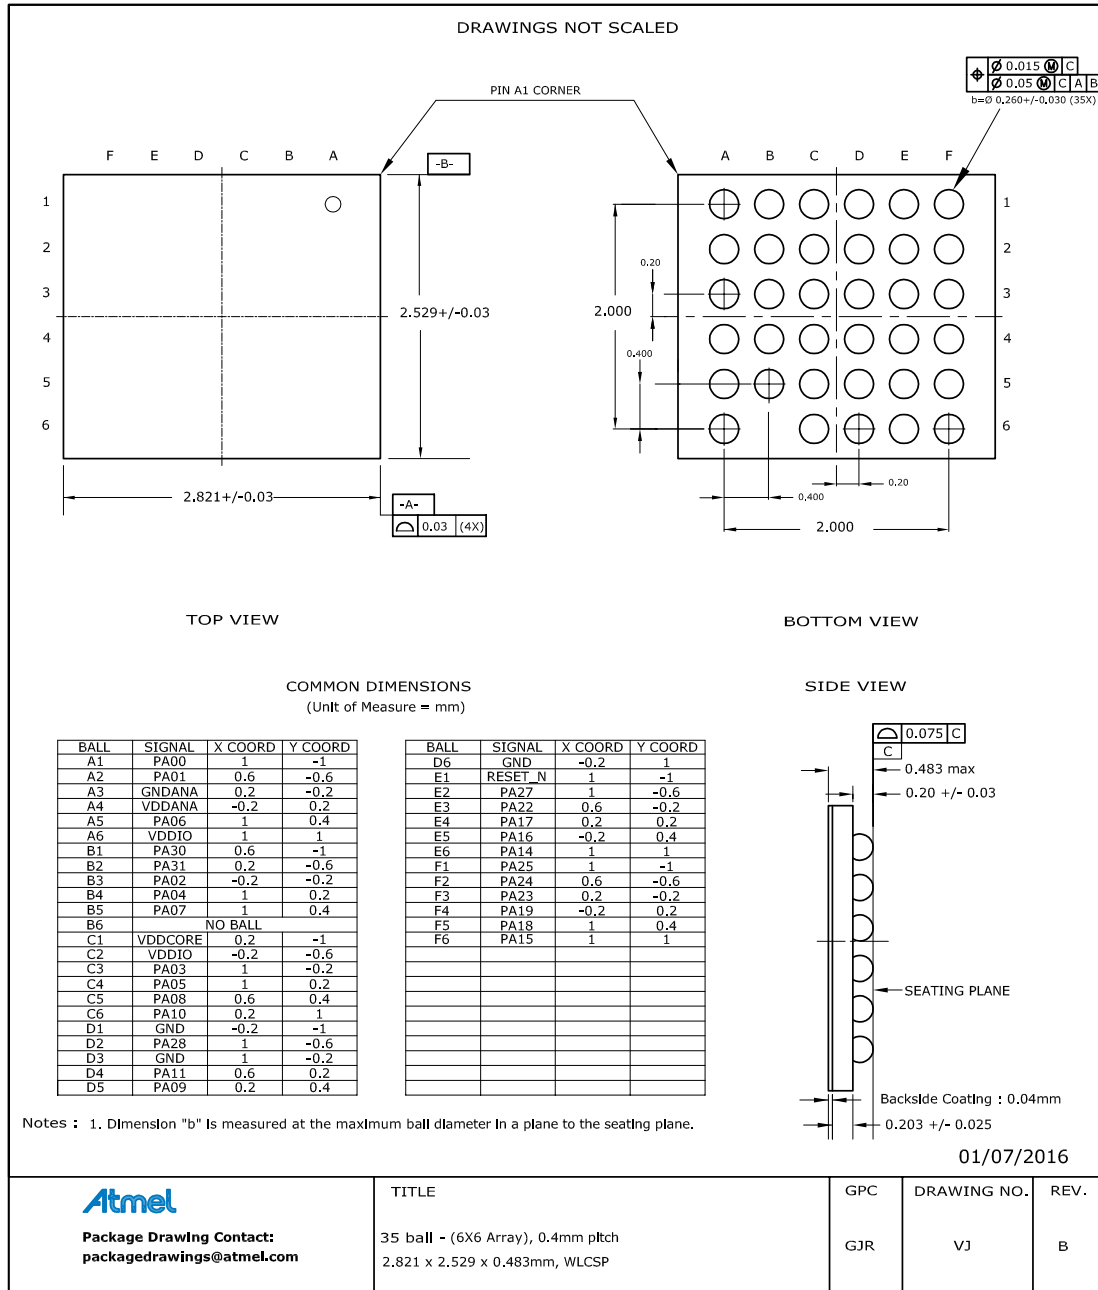 DRAWINGS NOT SCALED
PIN A1 CORNER
Ø 0.015 Ⓜ C
Ø 0.05 Ⓜ C A B
b=Ø 0.260+/-0.030 (35X)
F E D C B A
-B-
1
2
3
4
5
6
2.529+/-0.03
2.821+/-0.03
-A-
0.03 (4X)
A B C D E F
1
2
3
4
5
6
0.20
2.000
0.400
0.20
0.400
2.000
TOP VIEW
BOTTOM VIEW
COMMON DIMENSIONS
(Unit of Measure = mm)
SIDE VIEW
BALL SIGNAL X COORD Y COORD
A1 PA00 1 -1
A2 PA01 0.6 -0.6
A3 GNDANA 0.2 -0.2
A4 VDDANA -0.2 0.2
A5 PA06 1 0.4
A6 VDDIO 1 1
B1 PA30 0.6 -1
B2 PA31 0.2 -0.6
B3 PA02 -0.2 -0.2
B4 PA04 1 0.2
B5 PA07 1 0.4
B6 NO BALL
C1 VDDCORE 0.2 -1
C2 VDDIO -0.2 -0.6
C3 PA03 1 -0.2
C4 PA05 1 0.2
C5 PA08 0.6 0.4
C6 PA10 0.2 1
D1 GND -0.2 -1
D2 PA28 1 -0.6
D3 GND 1 -0.2
D4 PA11 0.6 0.2
D5 PA09 0.2 0.4
BALL SIGNAL X COORD Y COORD
D6 GND -0.2 1
E1 RESET_N 1 -1
E2 PA27 1 -0.6
E3 PA22 0.6 -0.2
E4 PA17 0.2 0.2
E5 PA16 -0.2 0.4
E6 PA14 1 1
F1 PA25 1 -1
F2 PA24 0.6 -0.6
F3 PA23 0.2 -0.2
F4 PA19 -0.2 0.2
F5 PA18 1 0.4
F6 PA15 1 1
0.075 C
C
0.483 max
0.20 +/- 0.03
SEATING PLANE
Backside Coating : 0.04mm
0.203 +/- 0.025
Notes : 1. Dimension "b" is measured at the maximum ball diameter in a plane to the seating plane.
01/07/2016
Atmel
Package Drawing Contact:
packagedrawings@atmel.com
TITLE
35 ball - (6X6 Array), 0.4mm pitch
2.821 x 2.529 x 0.483mm, WLCSP
GPC
GJR
DRAWING NO.
VJ
REV.
B